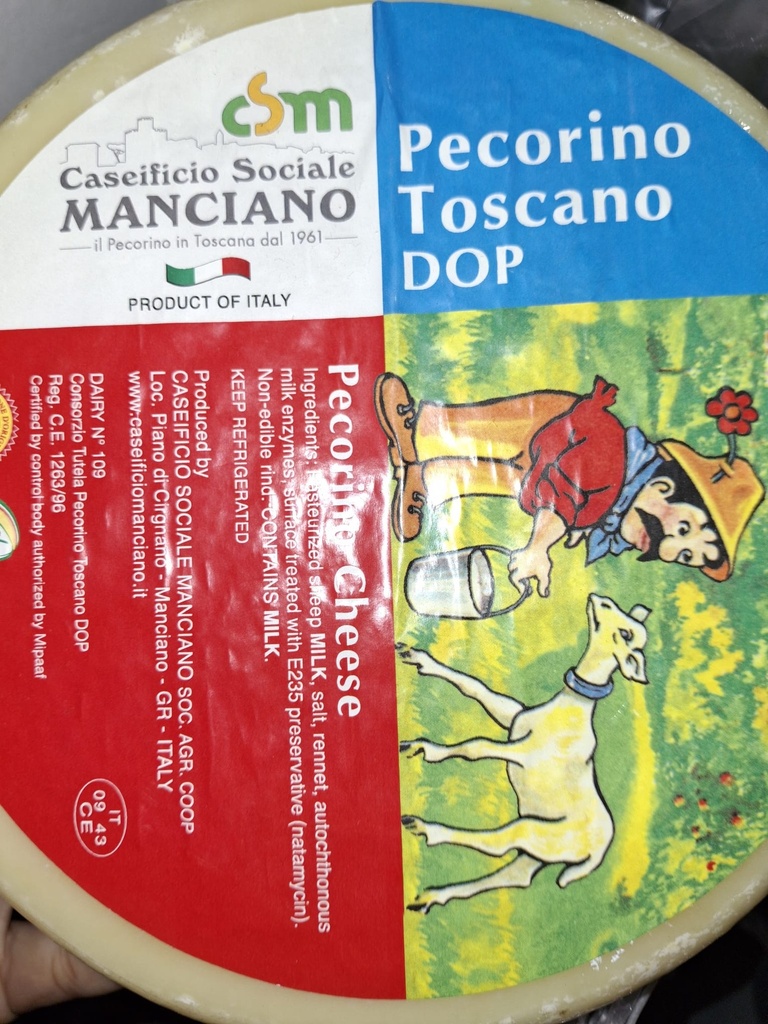 csm
Caseificio Sociale
MANCIANO
il Pecorino in Toscana dal 1961
PRODUCT OF ITALY
Pecorino
Toscano
DOP
Pecorino Cheese
Ingredients: pasteurized sheep MILK, salt, rennet, autochthonous
milk enzymes, surface treated with E235 preservative (natamycin).
Non-edible rind. CONTAINS MILK.
KEEP REFRIGERATED
Produced by
CASEIFICIO SOCIALE MANCIANO SOC. AGR. COOP
Loc. Piano di Cirignano - Manciano - GR - ITALY
www.caseificiomanciano.it
DAIRY N° 109
Consorzio Tutela Pecorino Toscano DOP
Reg. C.E. 1263/96
Certified by control body authorized by Mipaaf
IT
09 43
CE